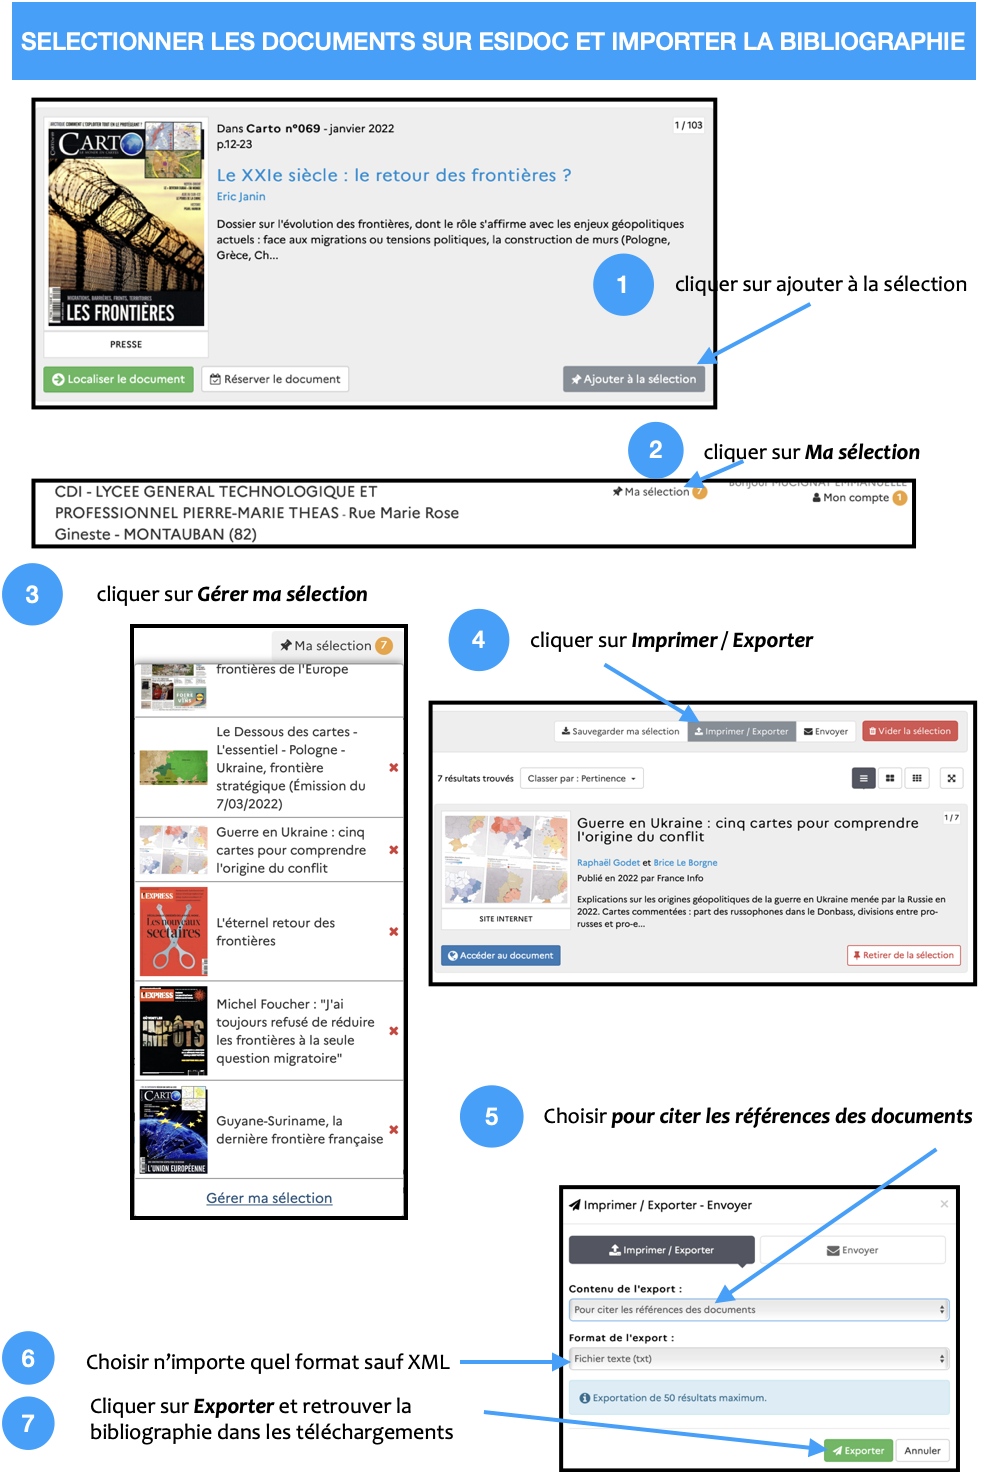 SELECTIONNER LES DOCUMENTS SUR ESIDOC ET IMPORTER LA BIBLIOGRAPHIE
CARTO
LES FRONTIÈRES
PRESSE
Dans Carto n°069 - janvier 2022
p.12-23
1 / 103
Le XXIe siècle : le retour des frontières ?
Eric Janin
Dossier sur l'évolution des frontières, dont le rôle s'affirme avec les enjeux géopolitiques
actuels : face aux migrations ou tensions politiques, la construction de murs (Pologne,
Grèce, Ch...
1
cliquer sur ajouter à la sélection
Localiser le document
Réserver le document
Ajouter à la sélection
2
cliquer sur Ma sélection
CDI - LYCEE GENERAL TECHNOLOGIQUE ET
PROFESSIONNEL PIERRE-MARIE THEAS - Rue Marie Rose
Gineste - MONTAUBAN (82)
Ma sélection 7
Bonjour MUCIGNAT EMMANUELLE
Mon compte 1
3
cliquer sur Gérer ma sélection
Ma sélection 7
frontières de l'Europe
Le Dessous des cartes -
L'essentiel - Pologne -
Ukraine, frontière
stratégique (Émission du
7/03/2022)
Guerre en Ukraine : cinq
cartes pour comprendre
l'origine du conflit
L'EXPRESS
Les nouveaux
sectaires
L'éternel retour des
frontières
L'EXPRESS
IMPÔTS
Michel Foucher : "J'ai
toujours refusé de réduire
les frontières à la seule
question migratoire"
CARTO
L'UNION EUROPÉENNE
Guyane-Suriname, la
dernière frontière française
Gérer ma sélection
4
cliquer sur Imprimer / Exporter
Sauvegarder ma sélection
Imprimer / Exporter
Envoyer
Vider la sélection
7 résultats trouvés
Classer par : Pertinence
1 / 7
Guerre en Ukraine : cinq cartes pour comprendre
l'origine du conflit
Raphaël Godet et Brice Le Borgne
Publié en 2022 par France Info
SITE INTERNET
Explications sur les origines géopolitiques de la guerre en Ukraine menée par la Russie en
2022. Cartes commentées : part des russophones dans le Donbass, divisions entre pro-
russes et pro-e...
Accéder au document
Retirer de la sélection
5
Choisir pour citer les références des documents
Imprimer / Exporter - Envoyer
×
Imprimer / Exporter
Envoyer
Contenu de l'export :
Pour citer les références des documents
Format de l'export :
Fichier texte (txt)
Exportation de 50 résultats maximum.
Exporter
Annuler
6
Choisir n'importe quel format sauf XML
7
Cliquer sur Exporter et retrouver la
bibliographie dans les téléchargements